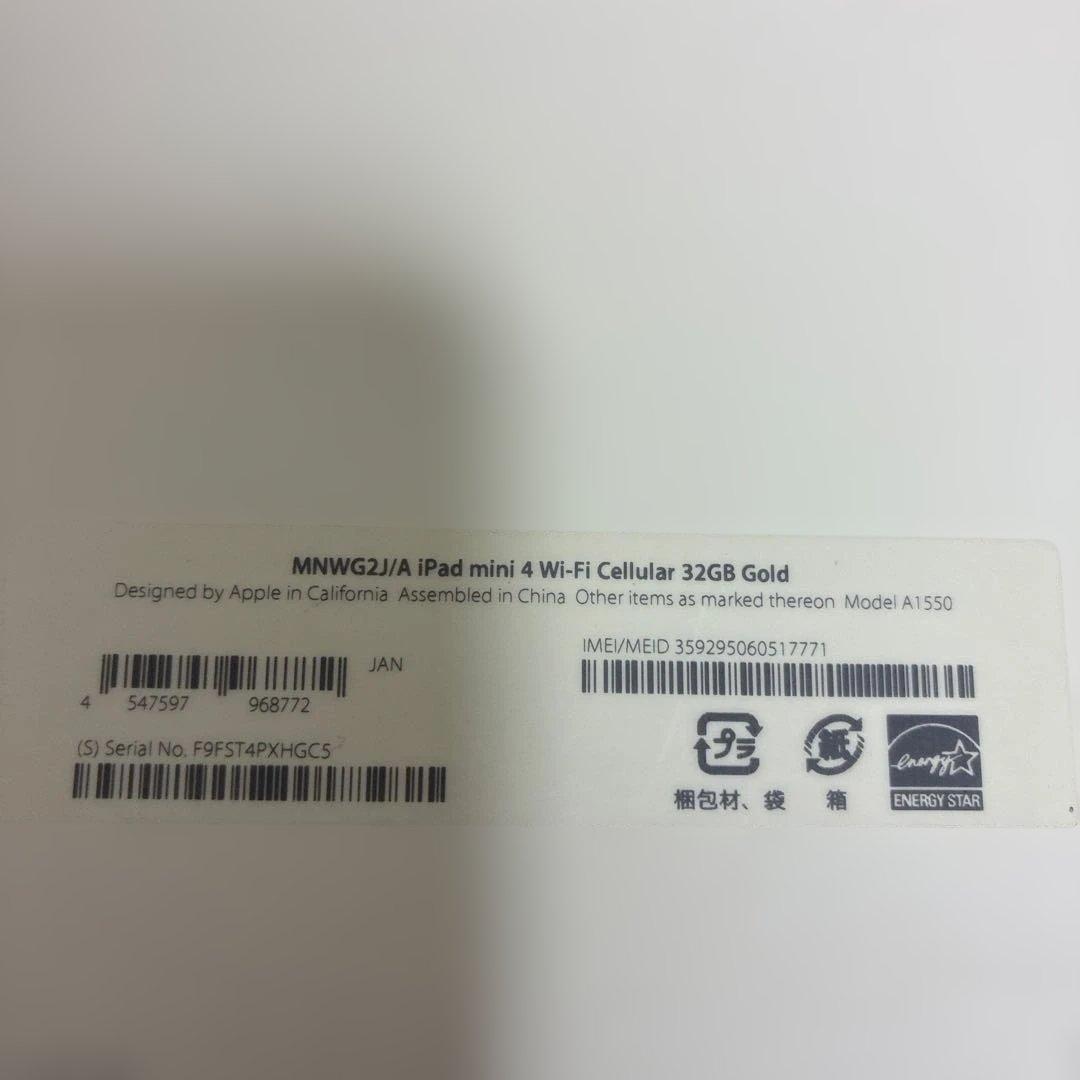 MNWG2J/A iPad mini 4 Wi-Fi Cellular 32GB Gold
Designed by Apple in California Assembled in China Other items as marked thereon Model A1550
JAN
4 547597 968772
(S) Serial No. F9FST4PXHGC5
IMEI/MEID 359295060517771
プラ
紙
energy
梱包材、袋 箱
ENERGY STAR